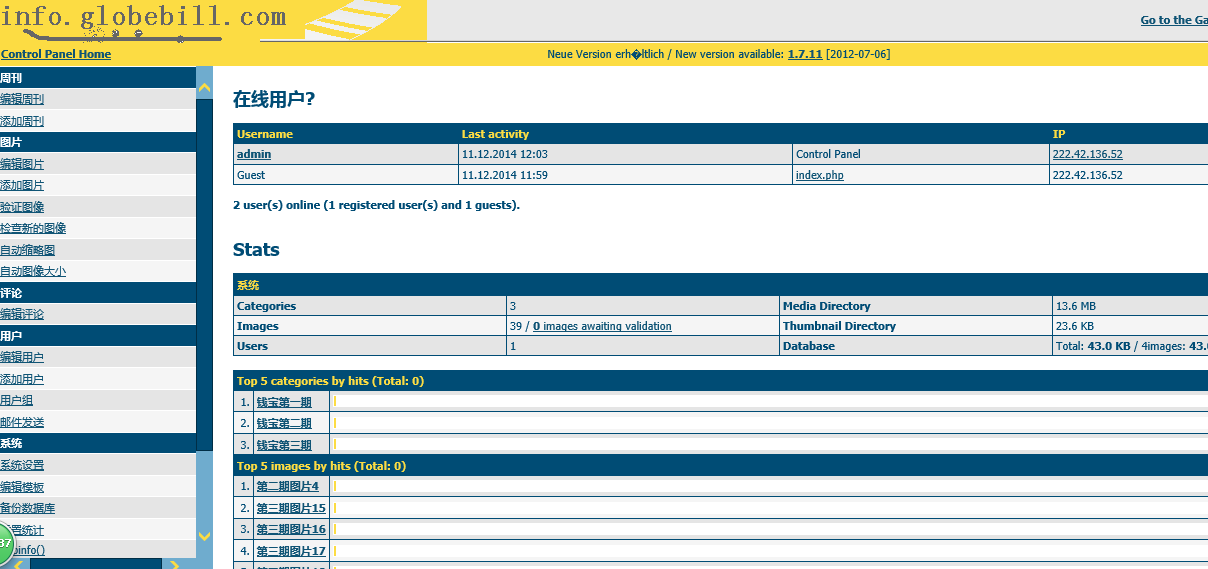 info.globebill.com
Go to the Ga
Control Panel Home
Neue Version erh�ltlich / New version available: 1.7.11 [2012-07-06]
周刊
编辑周刊
添加周刊
图片
编辑图片
添加图片
验证图像
检查新的图像
自动缩略图
自动图像大小
评论
编辑评论
用户
编辑用户
添加用户
用户组
邮件发送
系统
系统设置
编辑模板
备份数据库
置统计
info()
37
在线用户?
Username Last activity IP
admin 11.12.2014 12:03 Control Panel 222.42.136.52
Guest 11.12.2014 11:59 index.php 222.42.136.52
2 user(s) online (1 registered user(s) and 1 guests).
Stats
系统
Categories 3 Media Directory 13.6 MB
Images 39 / 0 images awaiting validation Thumbnail Directory 23.6 KB
Users 1 Database Total: 43.0 KB / 4images: 43.0
Top 5 categories by hits (Total: 0)
1. 钱宝第一期
2. 钱宝第二期
3. 钱宝第三期
Top 5 images by hits (Total: 0)
1. 第二期图片4
2. 第三期图片15
3. 第三期图片16
4. 第三期图片17